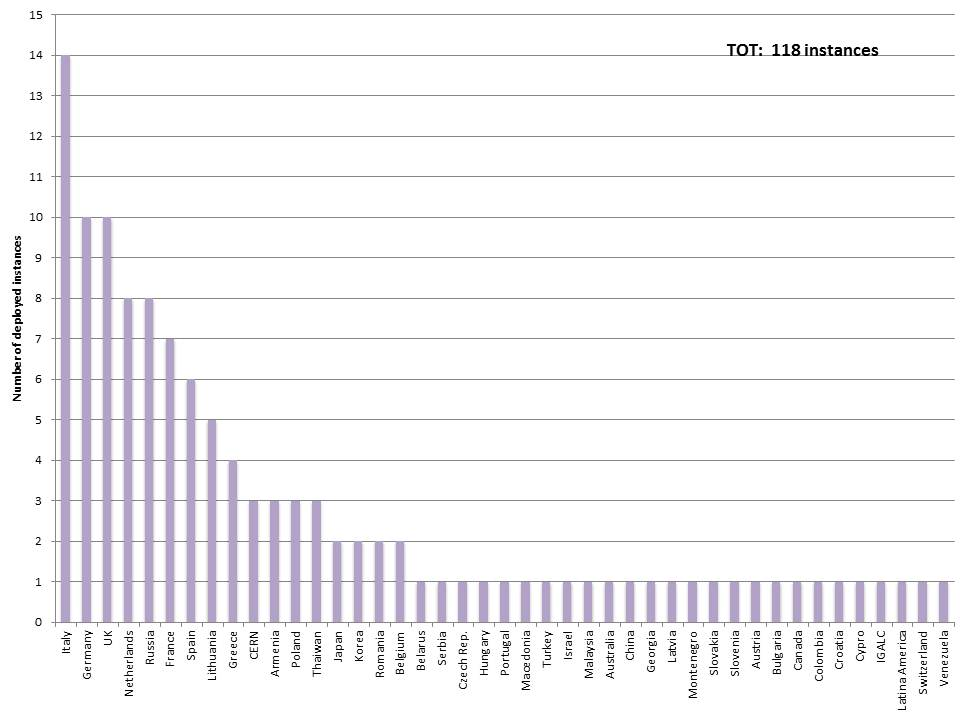 TOT: 118 instances
Number of deployed instances
15
14
13
12
11
10
9
8
7
6
5
4
3
2
1
0
Italy
Germany
UK
Netherlands
Russia
France
Spain
Lithuania
Greece
CERN
Armenia
Poland
Thaiwan
Japan
Korea
Romania
Belgium
Belarus
Serbia
Czech Rep.
Hungary
Portugal
Macedonia
Turkey
Israel
Malaysia
Australia
China
Georgia
Latvia
Montenegro
Slovakia
Slovenia
Austria
Bulgaria
Canada
Colombia
Croatia
Cypro
IGALC
Latina America
Switzerland
Venezuela